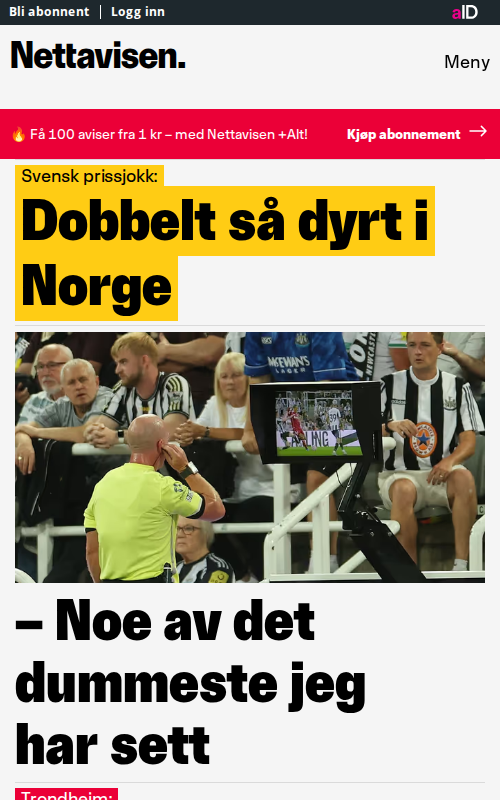 Bli abonnent | Logg inn
aID
Nettavisen.
Meny
🔥 Få 100 aviser fra 1 kr – med Nettavisen +Alt!
Kjøp abonnement →
Svensk prissjokk:
Dobbelt så dyrt i
Norge
McEWAN'S
LAGER
– Noe av det
dummeste jeg
har sett
Trondheim: